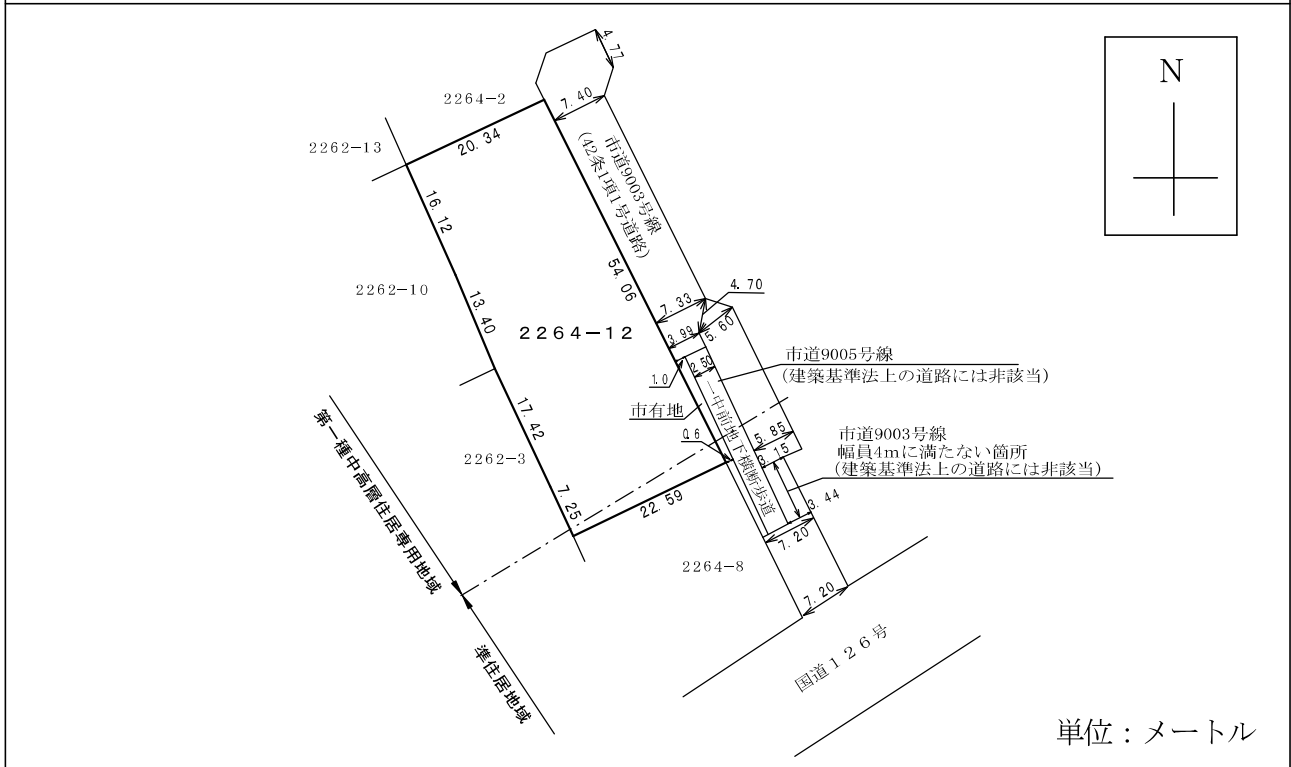 4.77
N
2264-2
7.40
20.34
2262-13
市道9003号線
(42条1項1号道路)
16.12
54.06
4.70
2262-10
7.33
13.40
2264-12
3.99
5.60
市道9005号線
(建築基準法上の道路には非該当)
2.50
1.0
市有地
一中前地下横断歩道
0.6
第一種中高層住居専用地域
17.42
5.85
市道9003号線
幅員4mに満たない箇所
(建築基準法上の道路には非該当)
2262-3
3.15
7.25
22.59
3.44
7.20
2264-8
7.20
準住居地域
国道126号
単位：メートル